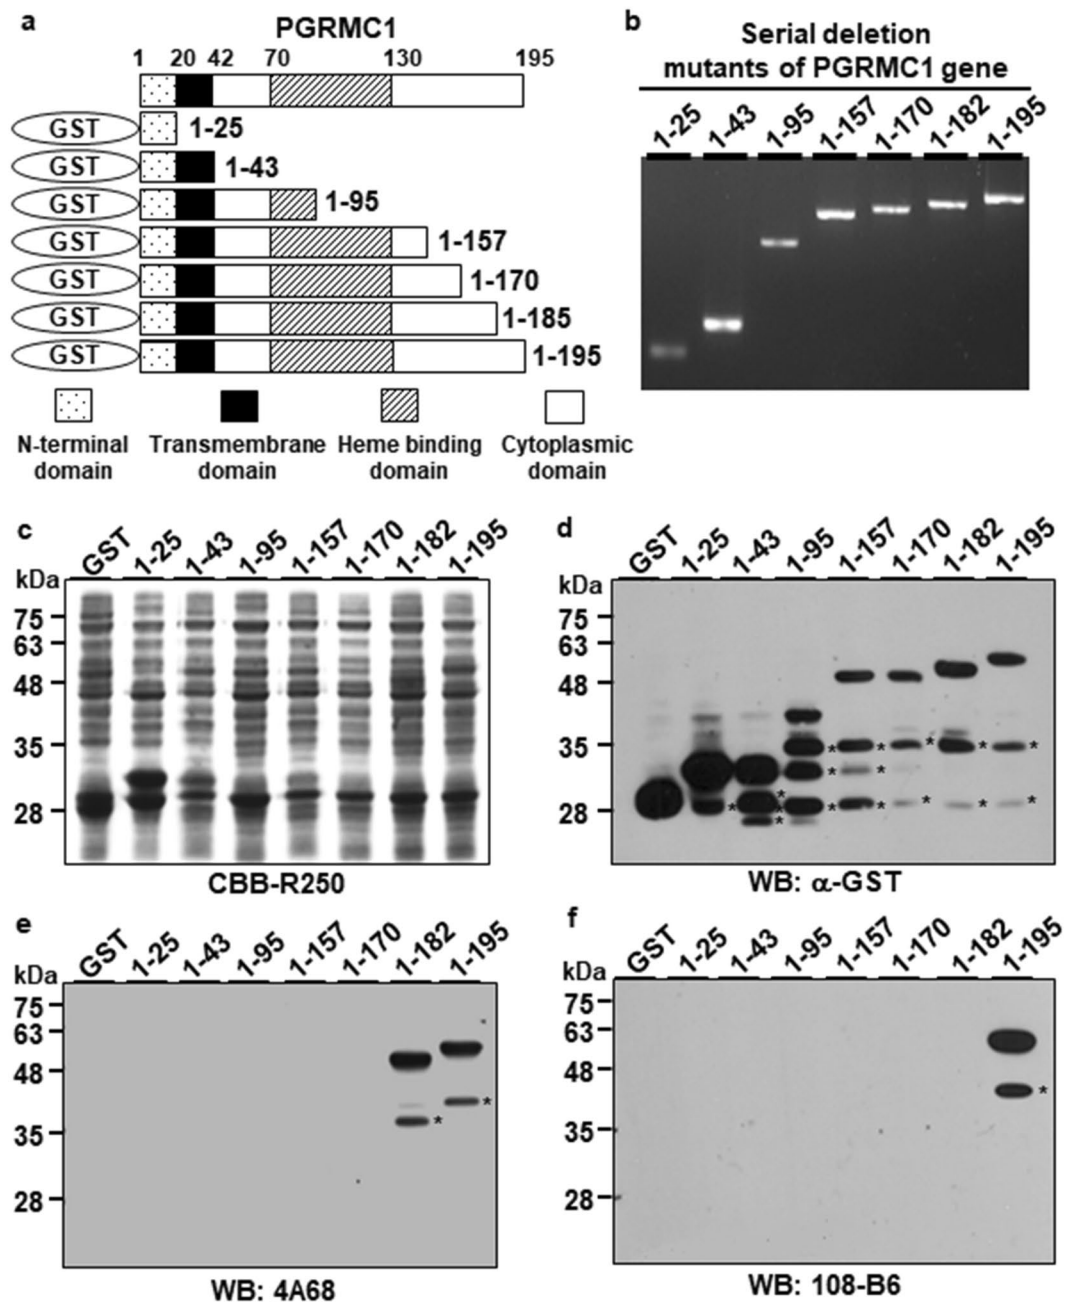 a
PGRMC1
1 20 42 70 130 195
GST 1-25
GST 1-43
GST 1-95
GST 1-157
GST 1-170
GST 1-185
GST 1-195
N-terminal domain
Transmembrane domain
Heme binding domain
Cytoplasmic domain
b
Serial deletion
mutants of PGRMC1 gene
1-25 1-43 1-95 1-157 1-170 1-182 1-195
c
GST 1-25 1-43 1-95 1-157 1-170 1-182 1-195
kDa
75
63
48
35
28
CBB-R250
d
GST 1-25 1-43 1-95 1-157 1-170 1-182 1-195
kDa
75
63
48
35
28
* * * * * * * * * * * * * * *
WB: α-GST
e
GST 1-25 1-43 1-95 1-157 1-170 1-182 1-195
kDa
75
63
48
35
28
* *
WB: 4A68
f
GST 1-25 1-43 1-95 1-157 1-170 1-182 1-195
kDa
75
63
48
35
28
*
WB: 108-B6